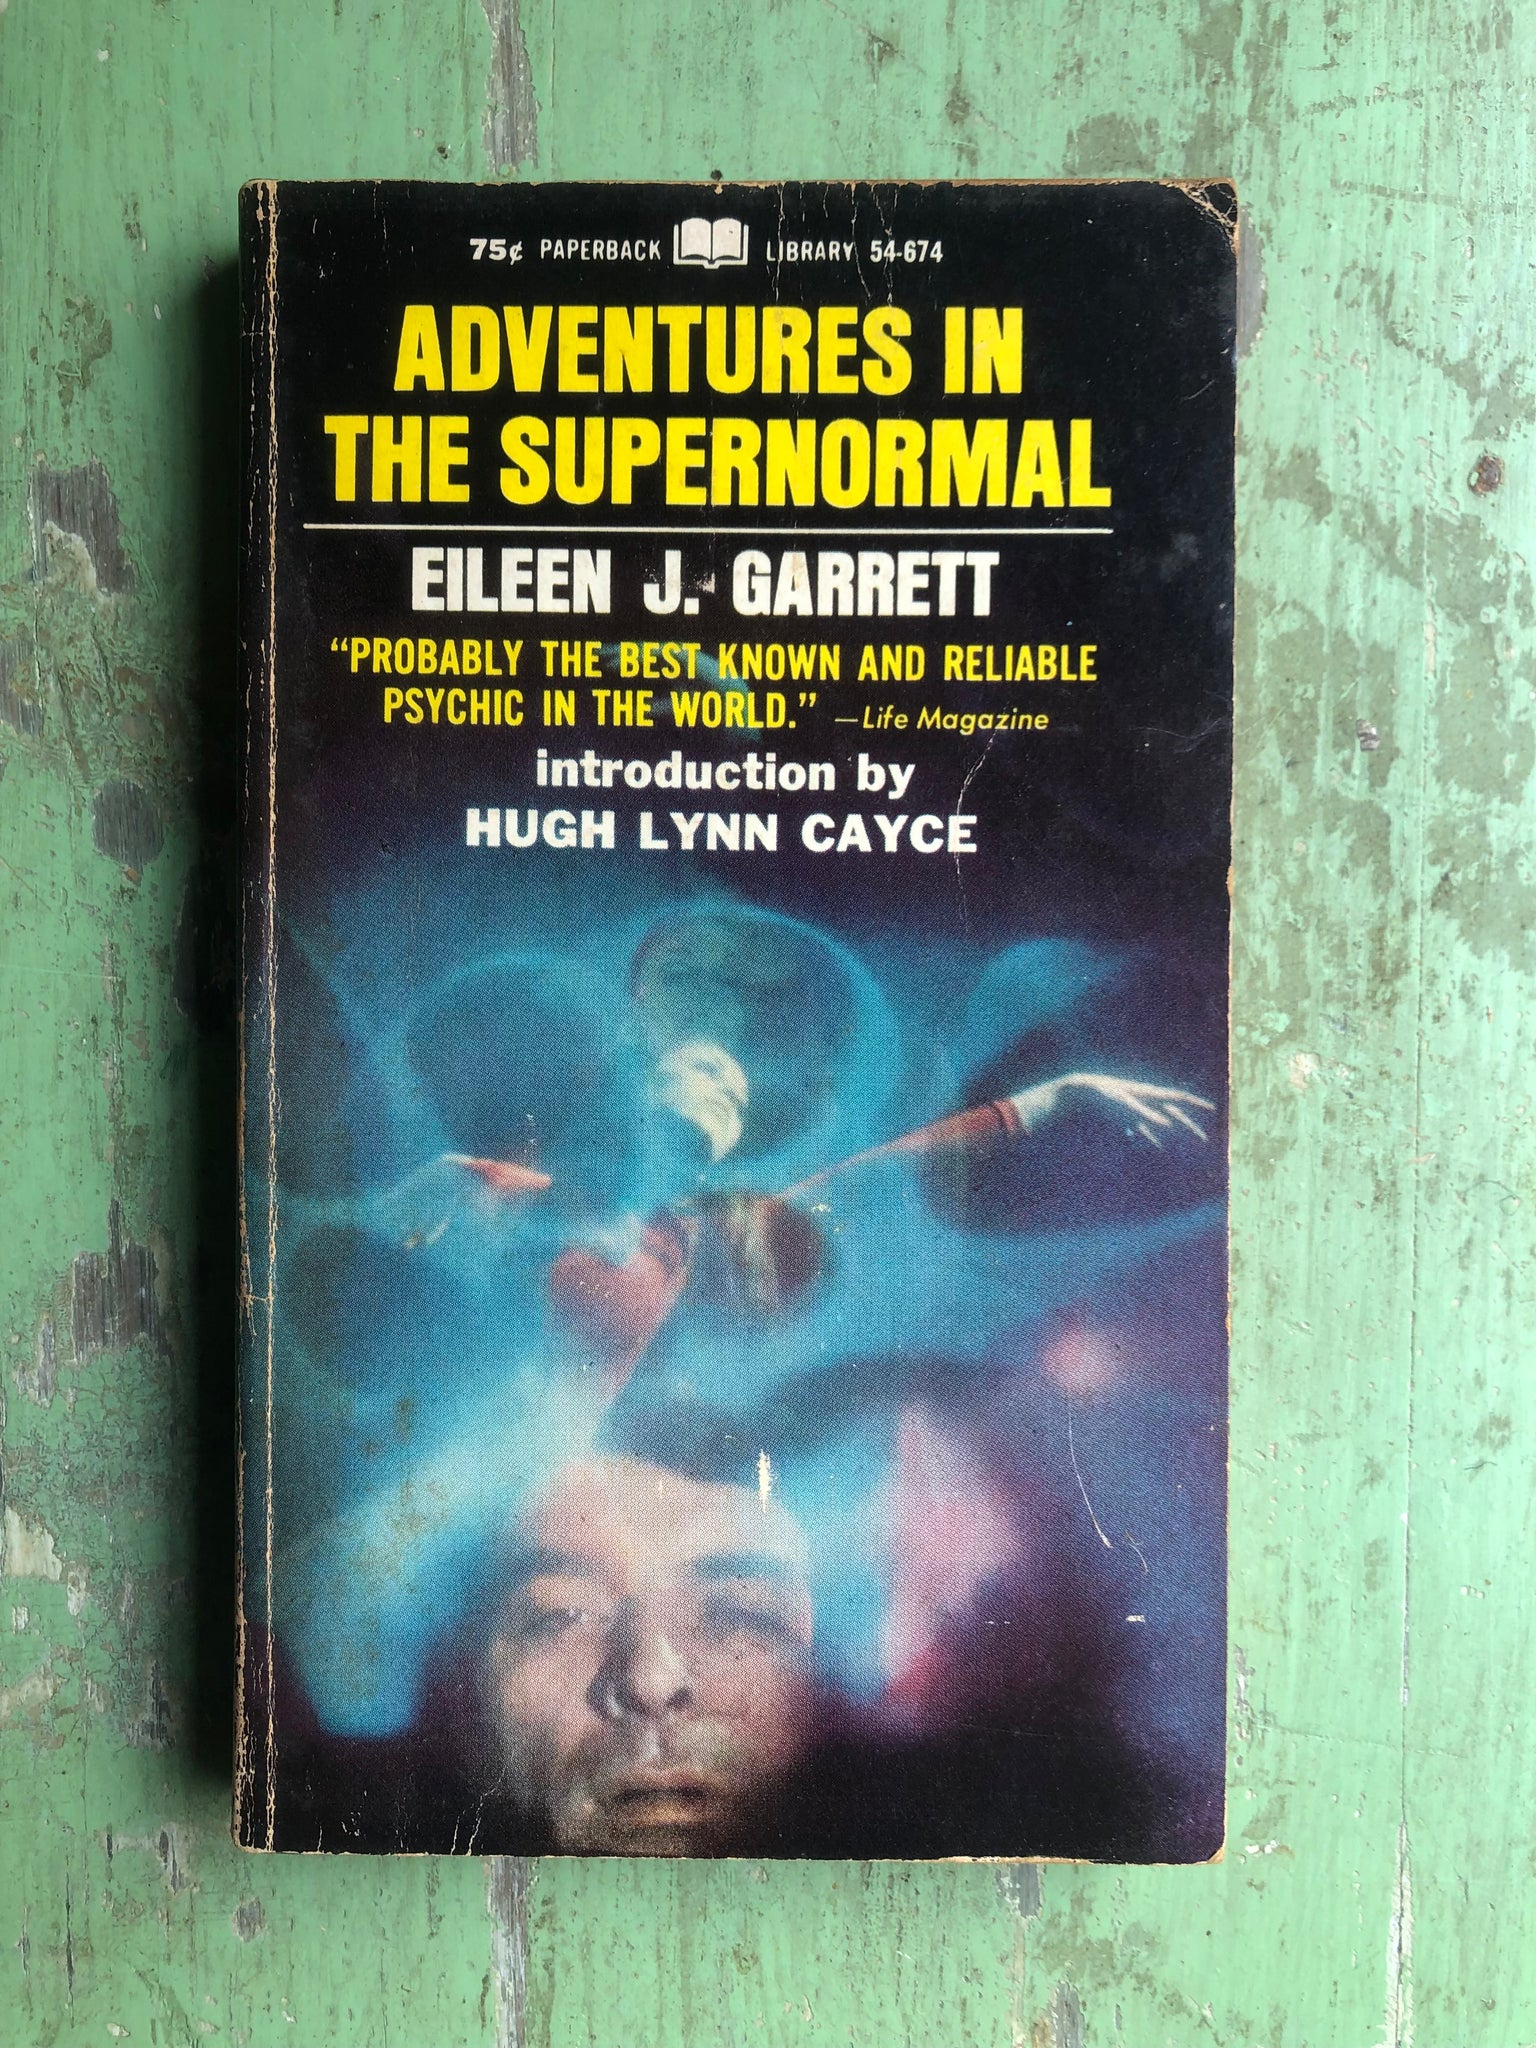 75¢ PAPERBACK LIBRARY 54-674
ADVENTURES IN
THE SUPERNORMAL
EILEEN J. GARRETT
“PROBABLY THE BEST KNOWN AND RELIABLE
PSYCHIC IN THE WORLD.” —Life Magazine
introduction by
HUGH LYNN CAYCE